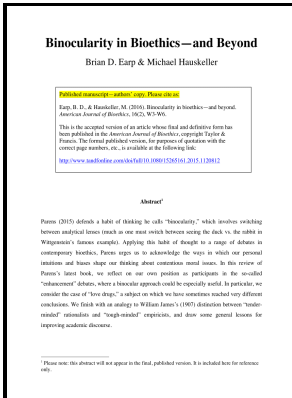 Binocularity in Bioethics—and Beyond
Brian D. Earp & Michael Hauskeller
Published manuscript—authors' copy. Please cite as:
Earp, B. D., & Hauskeller, M. (2016). Binocularity in bioethics—and beyond.
American Journal of Bioethics, 16(2), W3-W6.
This is the accepted version of an article whose final and definitive form has
been published in the American Journal of Bioethics, copyright Taylor &
Francis. The formal published version, for purposes of quotation with the
correct page numbers, etc., is available at the following link:
http://www.tandfonline.com/doi/full/10.1080/15265161.2015.1120812
Abstract1
Parens (2015) defends a habit of thinking he calls “binocularity,” which involves switching
between analytical lenses (much as one must switch between seeing the duck vs. the rabbit in
Wittgenstein's famous example). Applying this habit of thought to a range of debates in
contemporary bioethics, Parens urges us to acknowledge the ways in which our personal
intuitions and biases shape our thinking about contentious moral issues. In this review of
Parens's latest book, we reflect on our own position as participants in the so-called
“enhancement” debates, where a binocular approach could be especially useful. In particular, we
consider the case of “love drugs,” a subject on which we have sometimes reached very different
conclusions. We finish with an analogy to William James's (1907) distinction between “tender-
minded” rationalists and “tough-minded” empiricists, and draw some general lessons for
improving academic discourse.
1 Please note: this abstract will not appear in the final, published version. It is included here for reference
only.